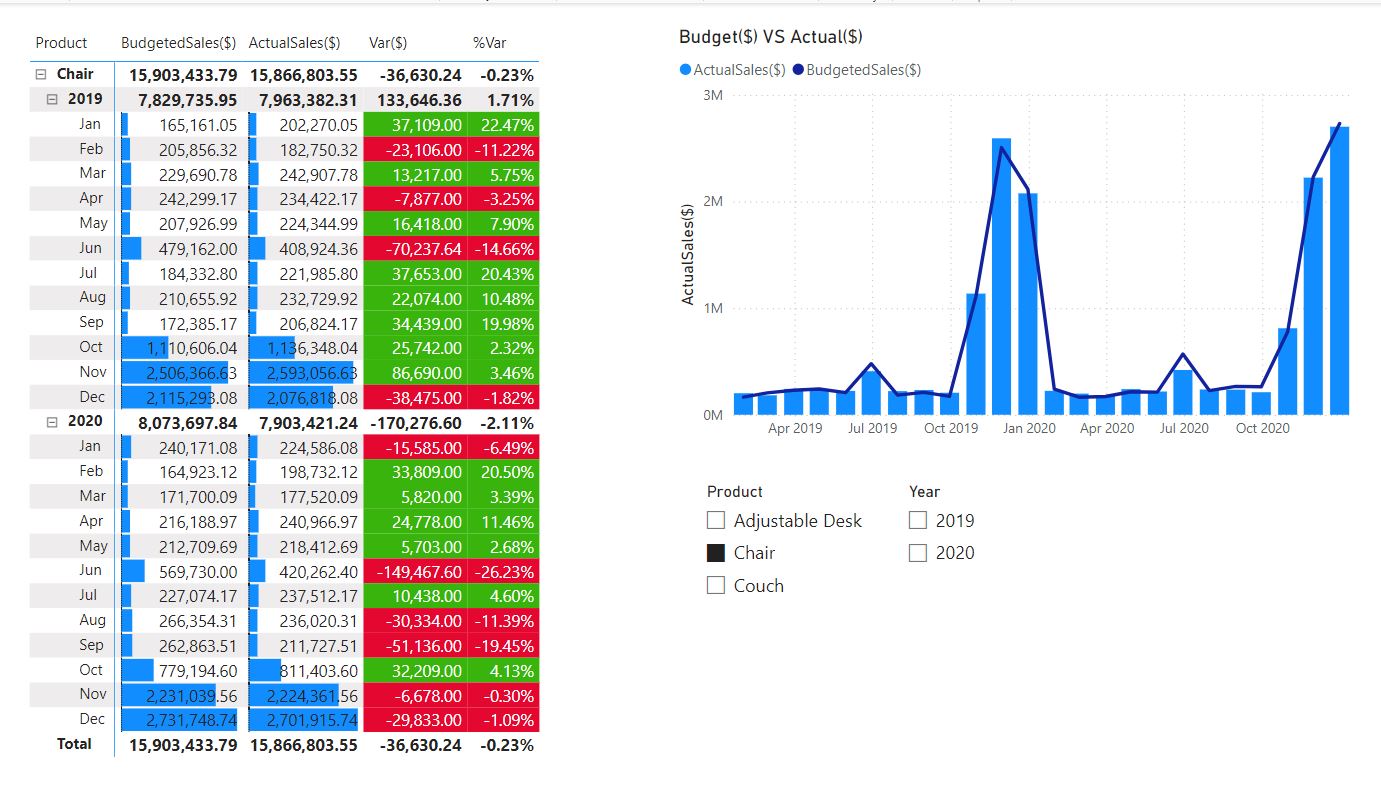 Product BudgetedSales($) ActualSales($) Var($) %Var
Chair 15,903,433.79 15,866,803.55 -36,630.24 -0.23%
2019 7,829,735.95 7,963,382.31 133,646.36 1.71%
Jan 165,161.05 202,270.05 37,109.00 22.47%
Feb 205,856.32 182,750.32 -23,106.00 -11.22%
Mar 229,690.78 242,907.78 13,217.00 5.75%
Apr 242,299.17 234,422.17 -7,877.00 -3.25%
May 207,926.99 224,344.99 16,418.00 7.90%
Jun 479,162.00 408,924.36 -70,237.64 -14.66%
Jul 184,332.80 221,985.80 37,653.00 20.43%
Aug 210,655.92 232,729.92 22,074.00 10.48%
Sep 172,385.17 206,824.17 34,439.00 19.98%
Oct 1,110,606.04 1,136,348.04 25,742.00 2.32%
Nov 2,506,366.63 2,593,056.63 86,690.00 3.46%
Dec 2,115,293.08 2,076,818.08 -38,475.00 -1.82%
2020 8,073,697.84 7,903,421.24 -170,276.60 -2.11%
Jan 240,171.08 224,586.08 -15,585.00 -6.49%
Feb 164,923.12 198,732.12 33,809.00 20.50%
Mar 171,700.09 177,520.09 5,820.00 3.39%
Apr 216,188.97 240,966.97 24,778.00 11.46%
May 212,709.69 218,412.69 5,703.00 2.68%
Jun 569,730.00 420,262.40 -149,467.60 -26.23%
Jul 227,074.17 237,512.17 10,438.00 4.60%
Aug 266,354.31 236,020.31 -30,334.00 -11.39%
Sep 262,863.51 211,727.51 -51,136.00 -19.45%
Oct 779,194.60 811,403.60 32,209.00 4.13%
Nov 2,231,039.56 2,224,361.56 -6,678.00 -0.30%
Dec 2,731,748.74 2,701,915.74 -29,833.00 -1.09%
Total 15,903,433.79 15,866,803.55 -36,630.24 -0.23%
Budget($) VS Actual($)
ActualSales($) BudgetedSales($)
3M
2M
1M
0M
ActualSales($)
Apr 2019 Jul 2019 Oct 2019 Jan 2020 Apr 2020 Jul 2020 Oct 2020
Product Year
Adjustable Desk 2019
Chair 2020
Couch